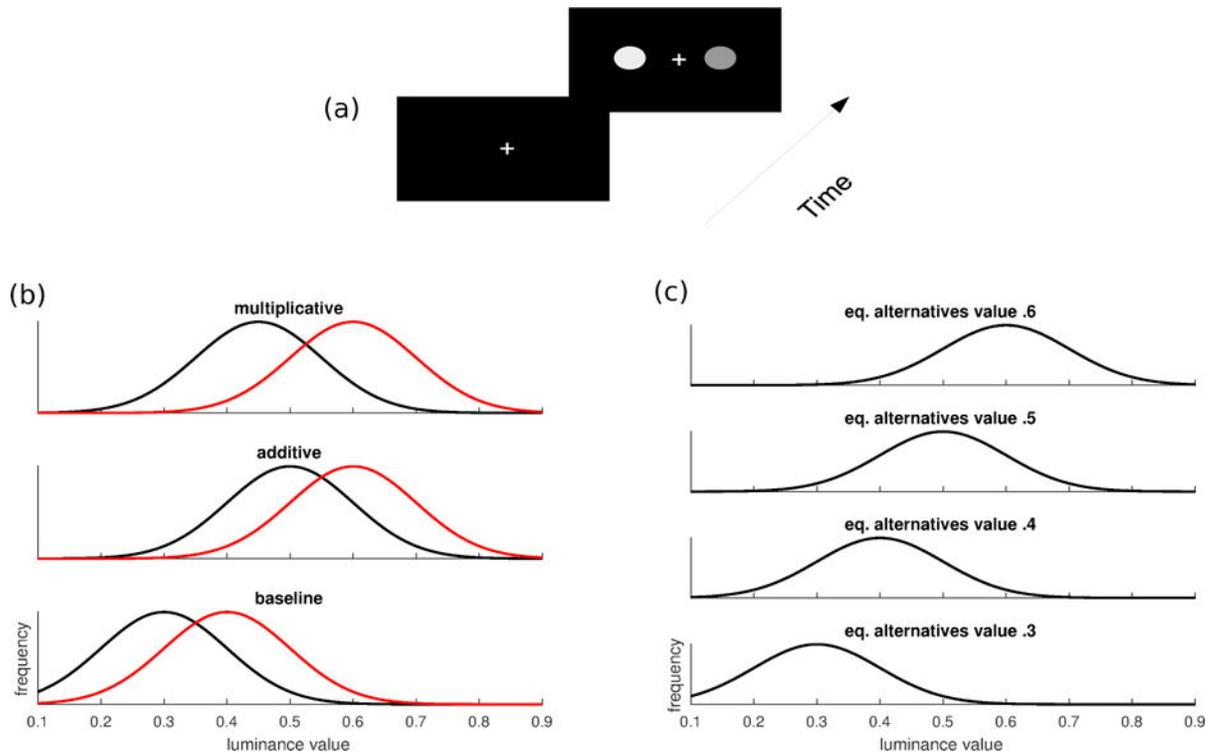 (a)
Time
(b)
multiplicative
additive
baseline
frequency
0.1 0.2 0.3 0.4 0.5 0.6 0.7 0.8 0.9
luminance value
(c)
eq. alternatives value .6
eq. alternatives value .5
eq. alternatives value .4
eq. alternatives value .3
frequency
0.1 0.2 0.3 0.4 0.5 0.6 0.7 0.8 0.9
luminance value